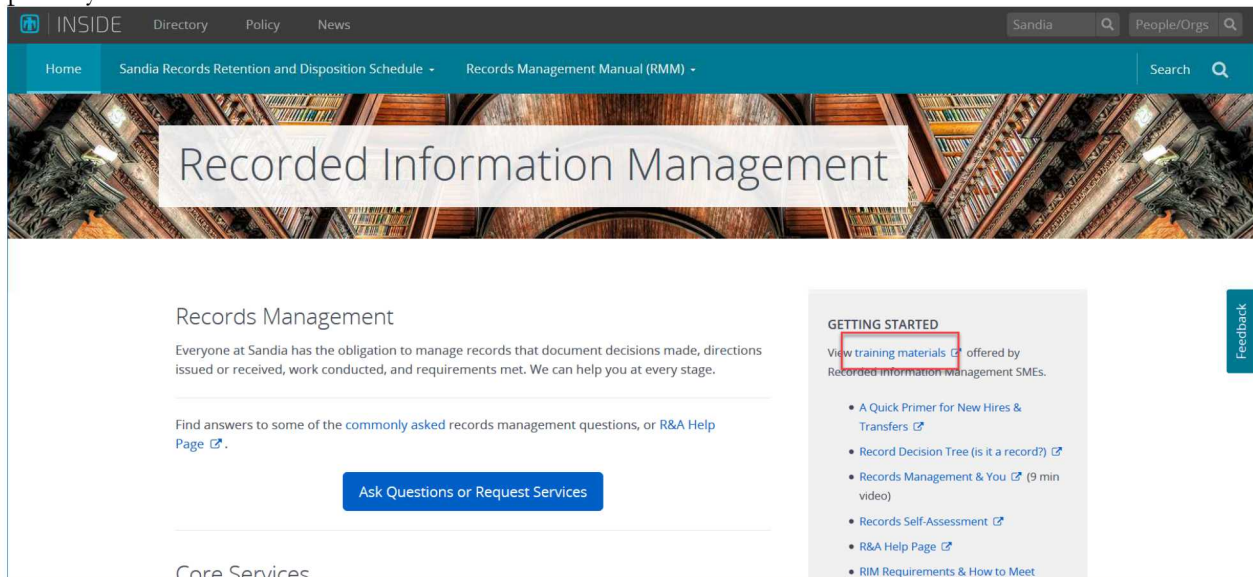 INSIDE Directory Policy News Sandia People/Orgs
Home Sandia Records Retention and Disposition Schedule Records Management Manual (RMM) Search
Recorded Information Management
Records Management
Everyone at Sandia has the obligation to manage records that document decisions made, directions
issued or received, work conducted, and requirements met. We can help you at every stage.
Find answers to some of the commonly asked records management questions, or R&A Help
Page .
Ask Questions or Request Services
Core Services
GETTING STARTED
View training materials offered by
Recorded Information Management SMEs.
• A Quick Primer for New Hires &
Transfers
• Record Decision Tree (is it a record?)
• Records Management & You (9 min
video)
• Records Self-Assessment
• R&A Help Page
• RIM Requirements & How to Meet
Feedback